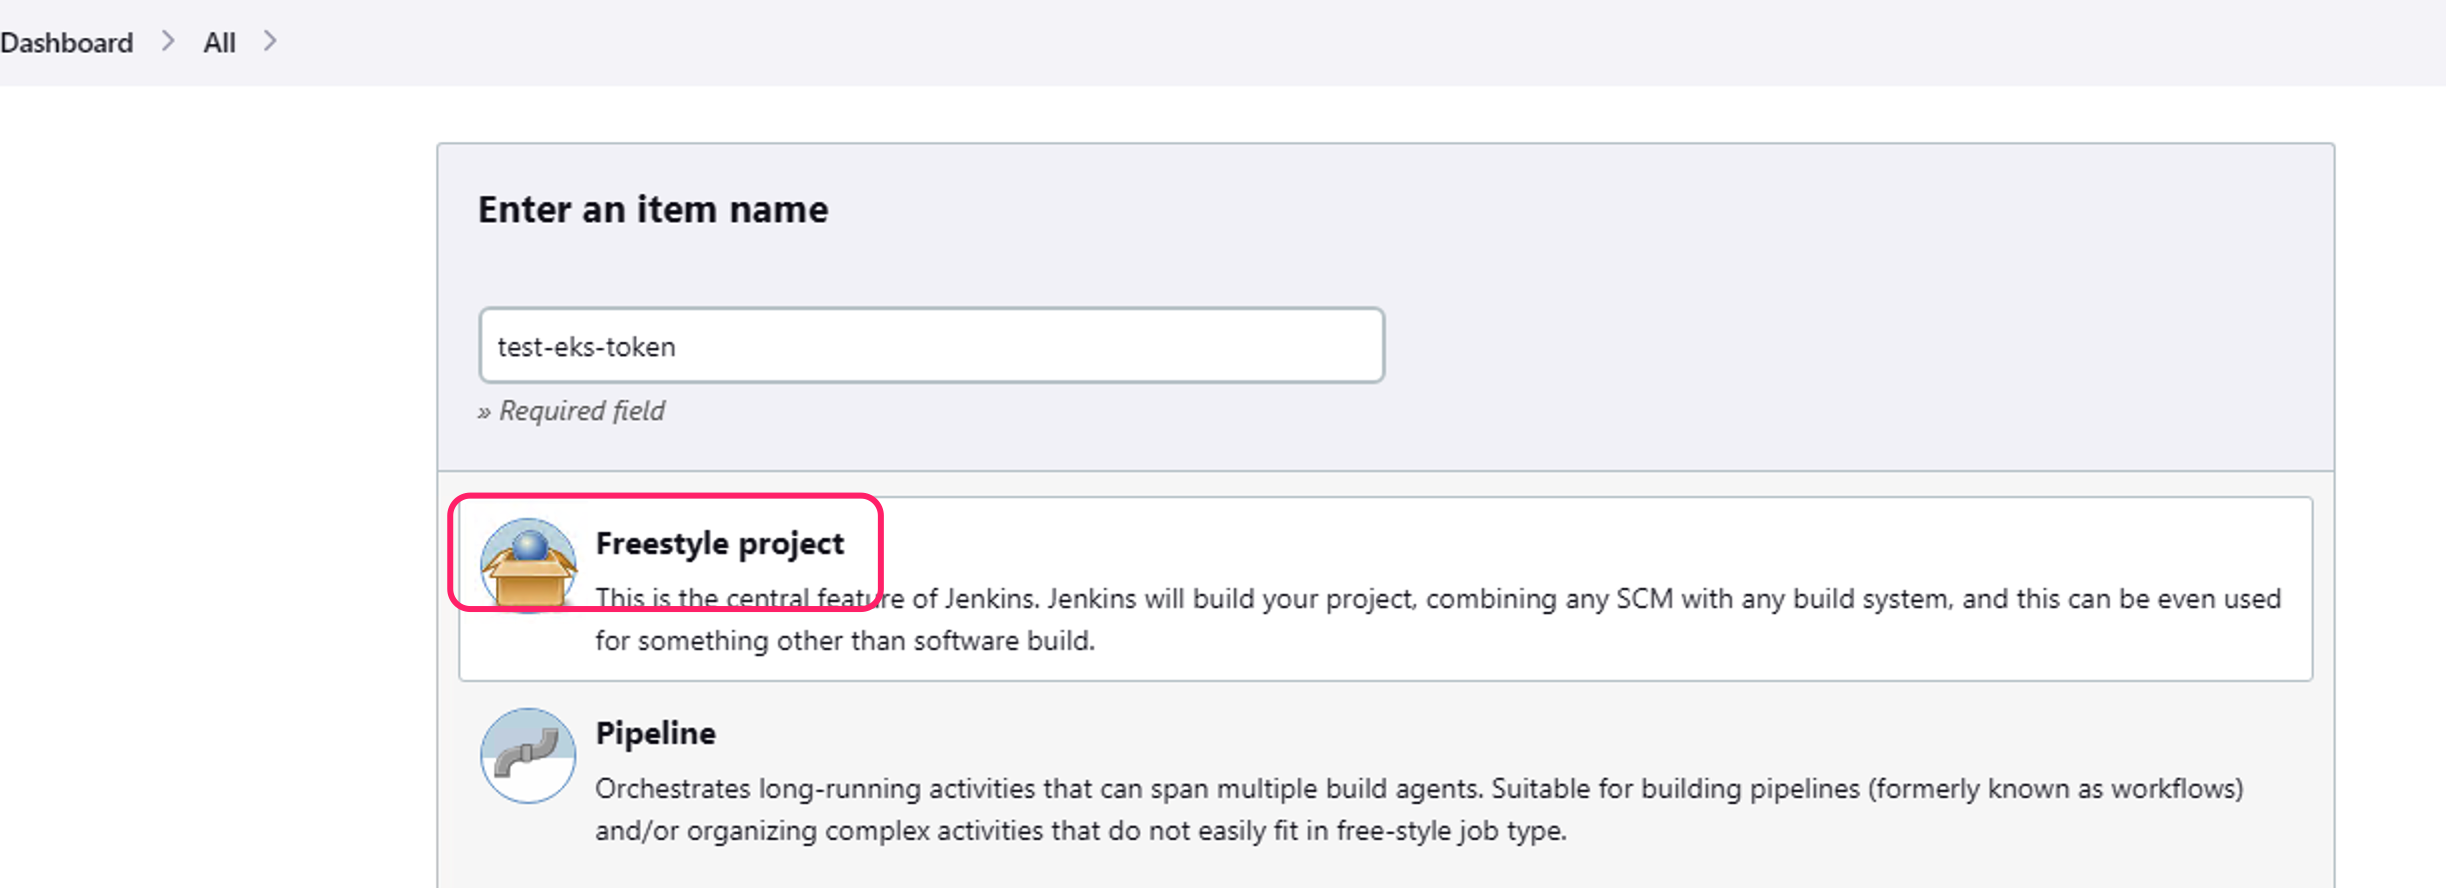 Dashboard > All >
Enter an item name
test-eks-token
» Required field
Freestyle project
This is the central feature of Jenkins. Jenkins will build your project, combining any SCM with any build system, and this can be even used
for something other than software build.
Pipeline
Orchestrates long-running activities that can span multiple build agents. Suitable for building pipelines (formerly known as workflows)
and/or organizing complex activities that do not easily fit in free-style job type.